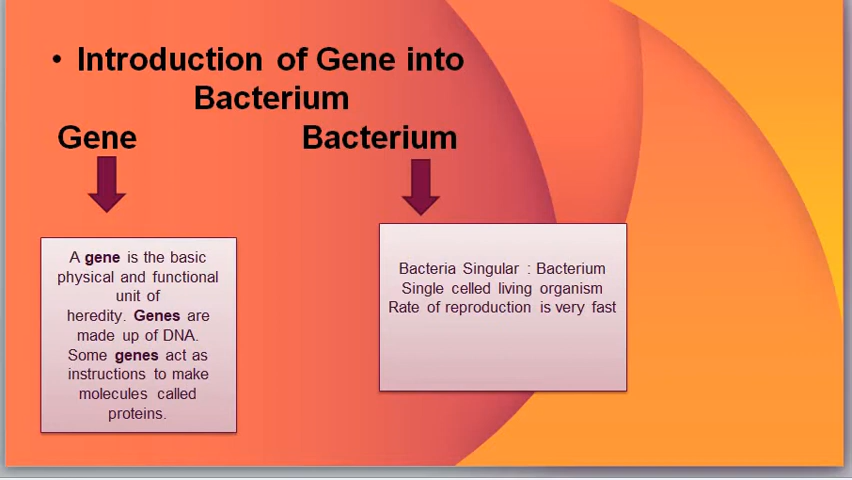 • Introduction of Gene into
Bacterium
Gene Bacterium
A gene is the basic
physical and functional
unit of
heredity. Genes are
made up of DNA.
Some genes act as
instructions to make
molecules called
proteins.
Bacteria Singular : Bacterium
Single celled living organism
Rate of reproduction is very fast